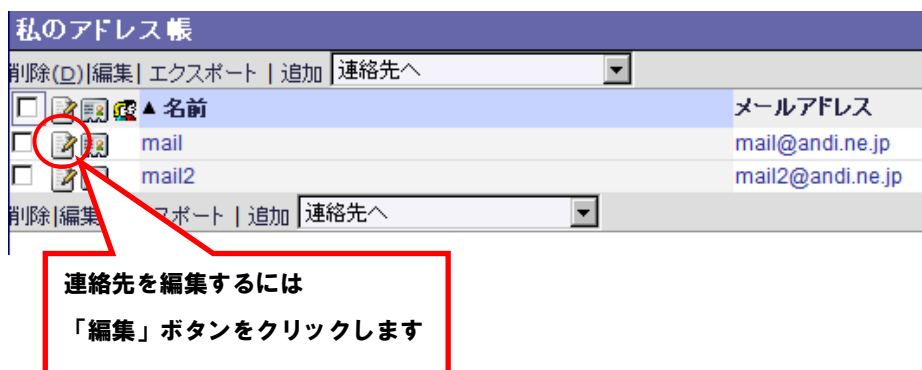 私のアドレス帳
削除(D)|編集| エクスポート | 追加 連絡先へ
▲ 名前 メールアドレス
mail mail@andi.ne.jp
mail2 mail2@andi.ne.jp
削除|編集 スポート | 追加 連絡先へ
連絡先を編集するには
「編集」ボタンをクリックします